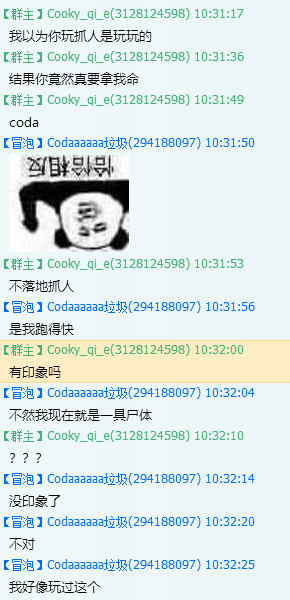 【群主】Cooky_qi_e(3128124598) 10:31:17
我以为你玩抓人是玩玩的
【群主】Cooky_qi_e(3128124598) 10:31:36
结果你竟然真要拿我命
【群主】Cooky_qi_e(3128124598) 10:31:49
coda
【冒泡】Codaaaaaa垃圾(294188097) 10:31:50
恰恰相反
【群主】Cooky_qi_e(3128124598) 10:31:53
不落地抓人
【冒泡】Codaaaaaa垃圾(294188097) 10:31:56
是我跑得快
【群主】Cooky_qi_e(3128124598) 10:32:00
有印象吗
【冒泡】Codaaaaaa垃圾(294188097) 10:32:04
不然我现在就是一具尸体
【群主】Cooky_qi_e(3128124598) 10:32:10
？？？
【冒泡】Codaaaaaa垃圾(294188097) 10:32:14
没印象了
【冒泡】Codaaaaaa垃圾(294188097) 10:32:20
不对
【冒泡】Codaaaaaa垃圾(294188097) 10:32:25
我好像玩过这个